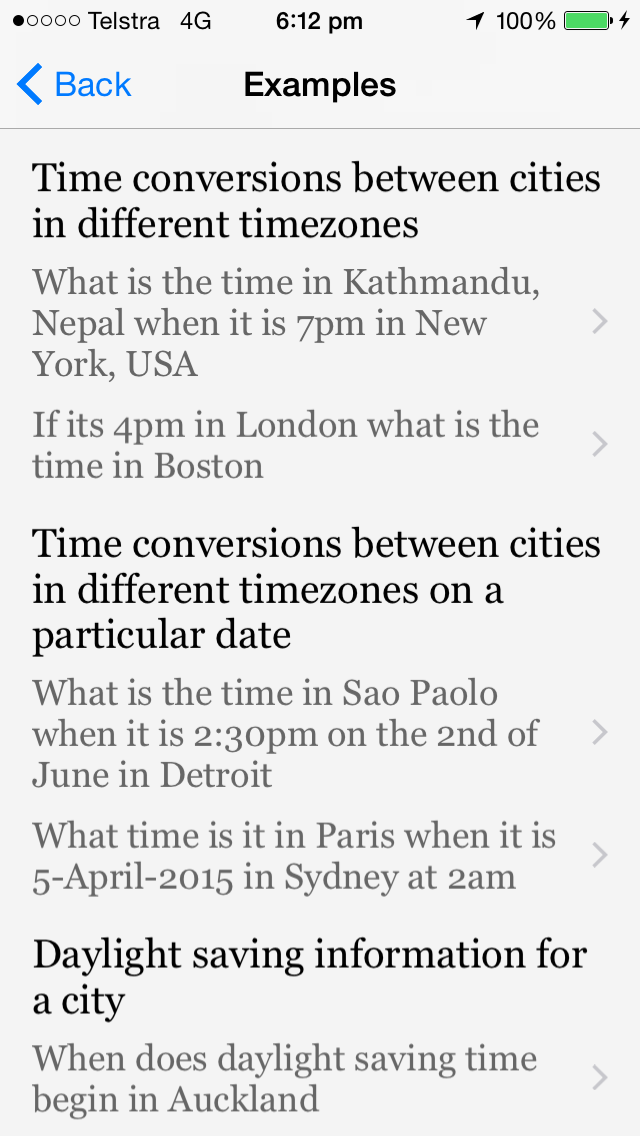 Telstra 4G 6:12 pm 100%
Back Examples
Time conversions between cities
in different timezones
What is the time in Kathmandu,
Nepal when it is 7pm in New
York, USA
If its 4pm in London what is the
time in Boston
Time conversions between cities
in different timezones on a
particular date
What is the time in Sao Paolo
when it is 2:30pm on the 2nd of
June in Detroit
What time is it in Paris when it is
5-April-2015 in Sydney at 2am
Daylight saving information for
a city
When does daylight saving time
begin in Auckland